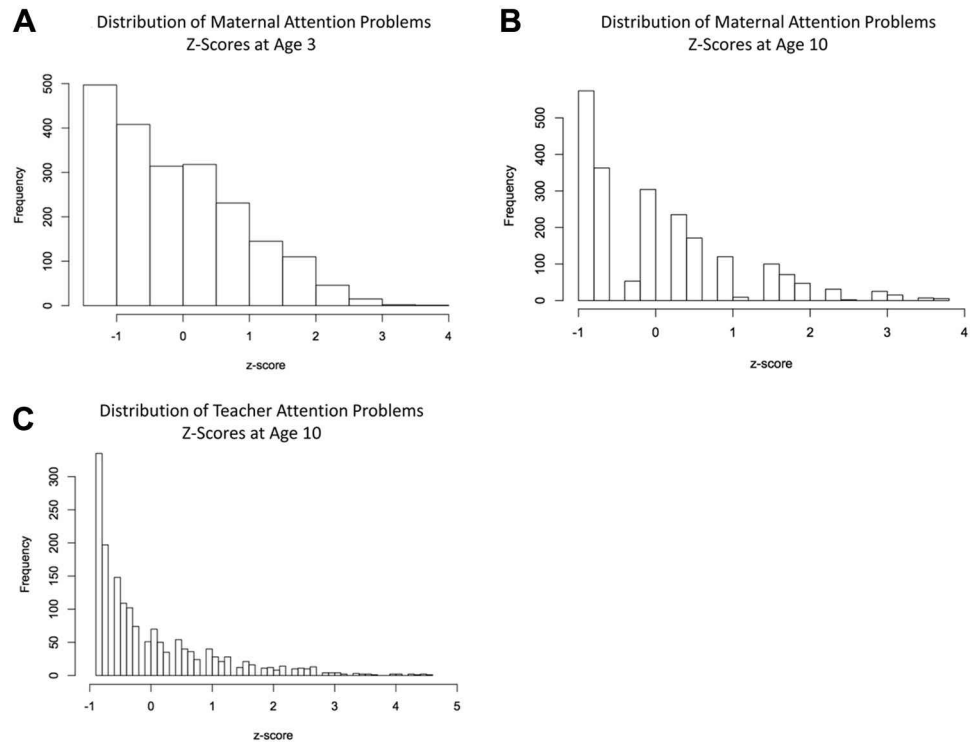 A
Distribution of Maternal Attention Problems
Z-Scores at Age 3
Frequency
500
400
300
200
100
0
-1
0
1
2
3
4
z-score
B
Distribution of Maternal Attention Problems
Z-Scores at Age 10
Frequency
500
400
300
200
100
0
-1
0
1
2
3
4
z-score
C
Distribution of Teacher Attention Problems
Z-Scores at Age 10
Frequency
300
250
200
150
100
50
0
-1
0
1
2
3
4
5
z-score